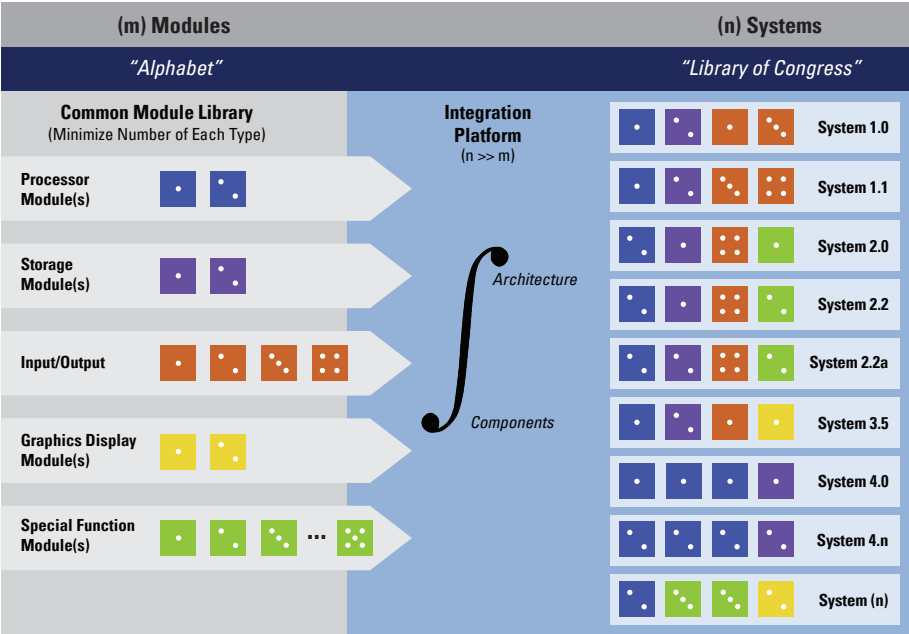 (m) Modules
(n) Systems
“Alphabet”
“Library of Congress”
Common Module Library
(Minimize Number of Each Type)
Processor
Module(s)
Storage
Module(s)
Input/Output
Graphics Display
Module(s)
Special Function
Module(s)
...
Integration
Platform
(n >> m)
Architecture
Components
System 1.0
System 1.1
System 2.0
System 2.2
System 2.2a
System 3.5
System 4.0
System 4.n
System (n)